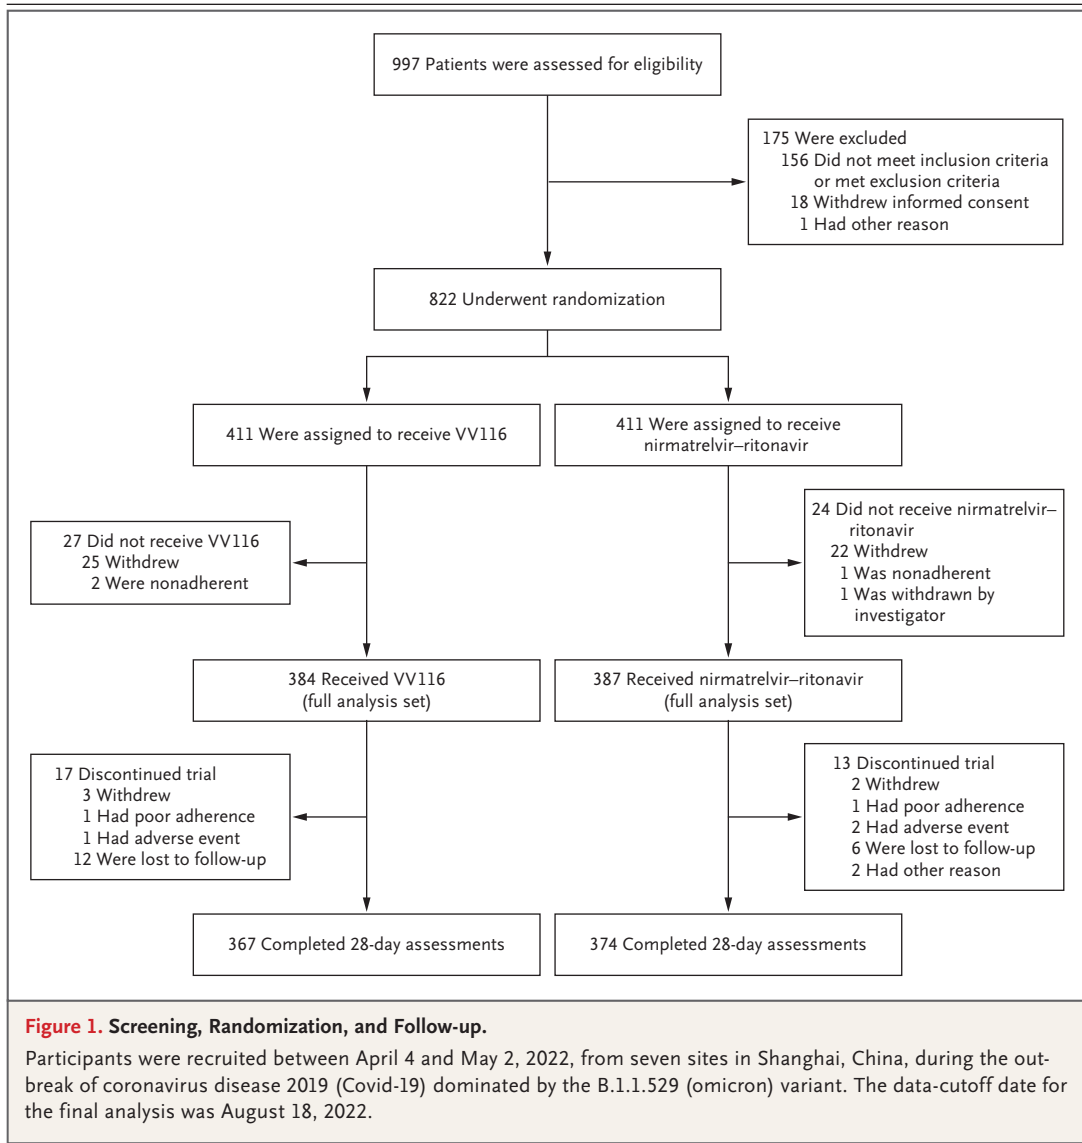 997 Patients were assessed for eligibility
175 Were excluded
156 Did not meet inclusion criteria
or met exclusion criteria
18 Withdrew informed consent
1 Had other reason
822 Underwent randomization
411 Were assigned to receive VV116
411 Were assigned to receive
nirmatrelvir–ritonavir
27 Did not receive VV116
25 Withdrew
2 Were nonadherent
24 Did not receive nirmatrelvir–
ritonavir
22 Withdrew
1 Was nonadherent
1 Was withdrawn by
investigator
384 Received VV116
(full analysis set)
387 Received nirmatrelvir–ritonavir
(full analysis set)
17 Discontinued trial
3 Withdrew
1 Had poor adherence
1 Had adverse event
12 Were lost to follow-up
13 Discontinued trial
2 Withdrew
1 Had poor adherence
2 Had adverse event
6 Were lost to follow-up
2 Had other reason
367 Completed 28-day assessments
374 Completed 28-day assessments
Figure 1. Screening, Randomization, and Follow-up.
Participants were recruited between April 4 and May 2, 2022, from seven sites in Shanghai, China, during the out-
break of coronavirus disease 2019 (Covid-19) dominated by the B.1.1.529 (omicron) variant. The data-cutoff date for
the final analysis was August 18, 2022.